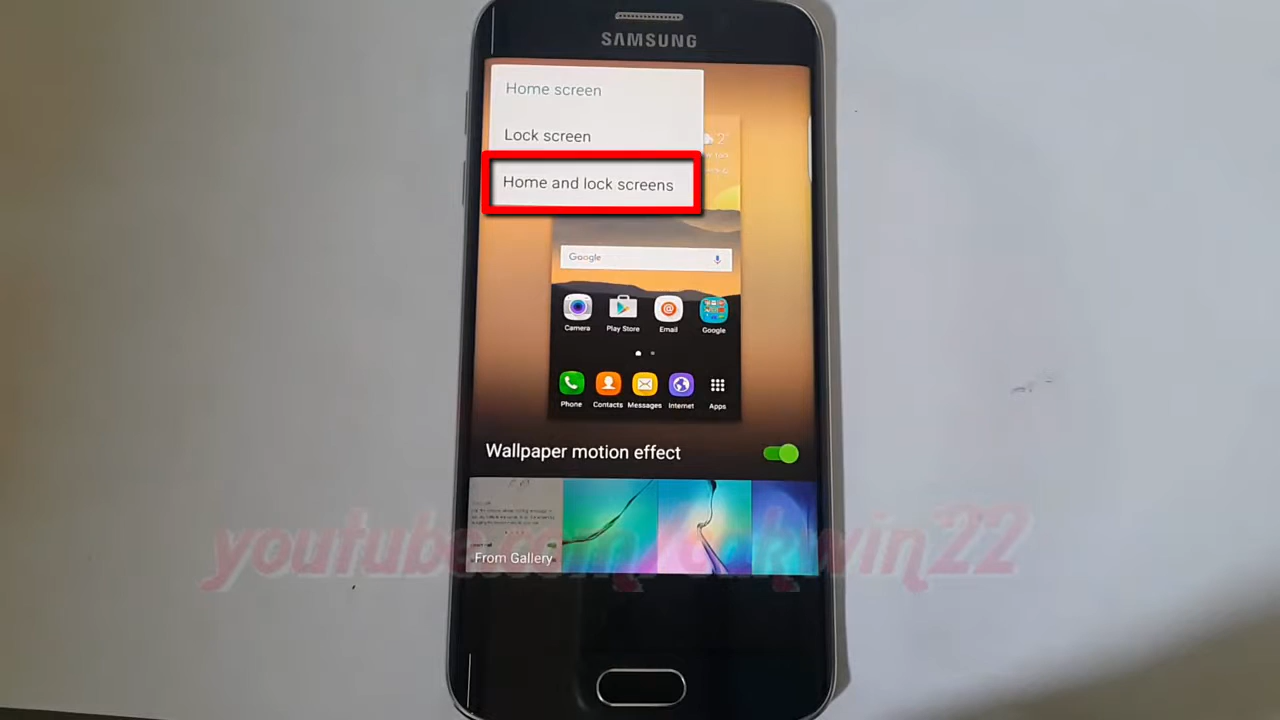 SAMSUNG
Home screen
Lock screen
2°
Home and lock screens
Google
Camera
Play Store
Email
Google
Phone
Contacts
Messages
Internet
Apps
Wallpaper motion effect
From Gallery